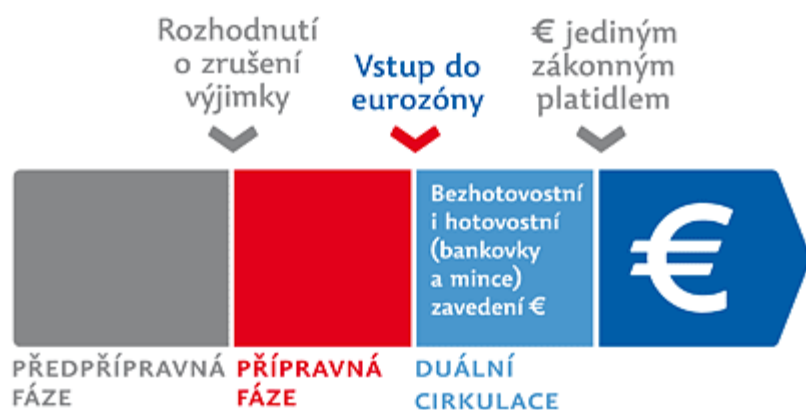 Rozhodnutí
o zrušení
výjimky
Vstup do
eurozóny
€ jediným
zákonným
platidlem
Bezhotovostní
i hotovostní
(bankovky
a mince)
zavedení €
€
PŘEDPŘÍPRAVNÁ
FÁZE
PŘÍPRAVNÁ
FÁZE
DUÁLNÍ
CIRKULACE